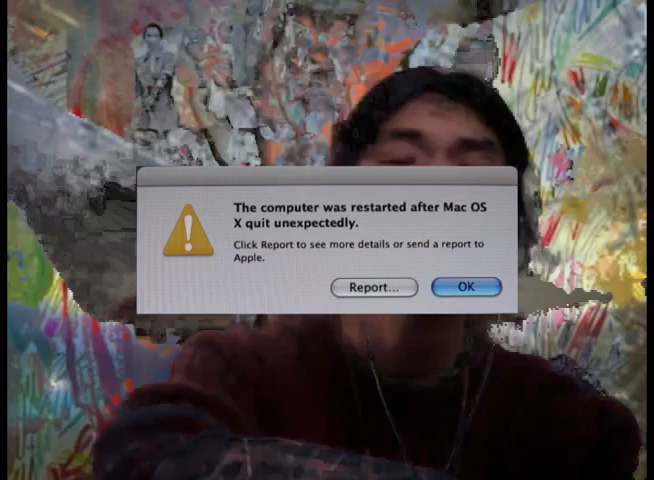 The computer was restarted after Mac OS
X quit unexpectedly.
Click Report to see more details or send a report to
Apple.
Report...
OK